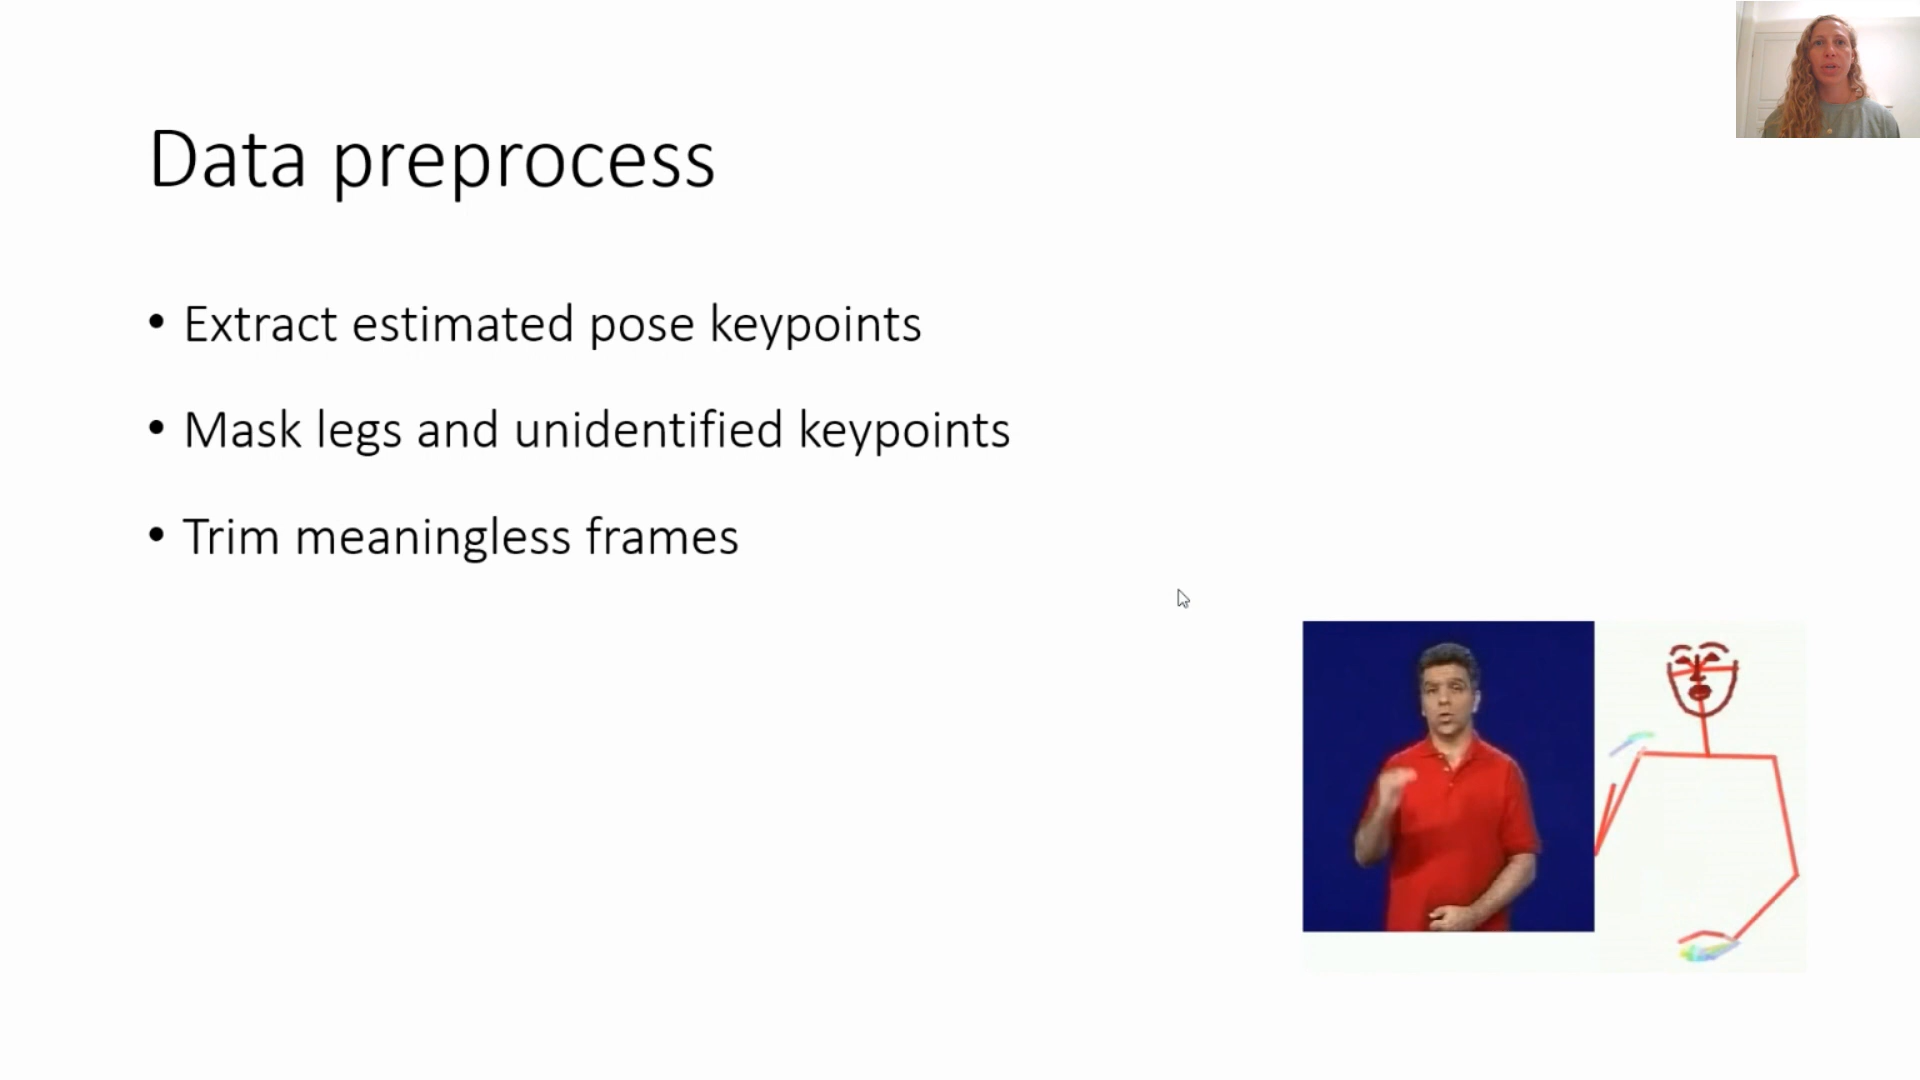 Data preprocess
• Extract estimated pose keypoints
• Mask legs and unidentified keypoints
• Trim meaningless frames